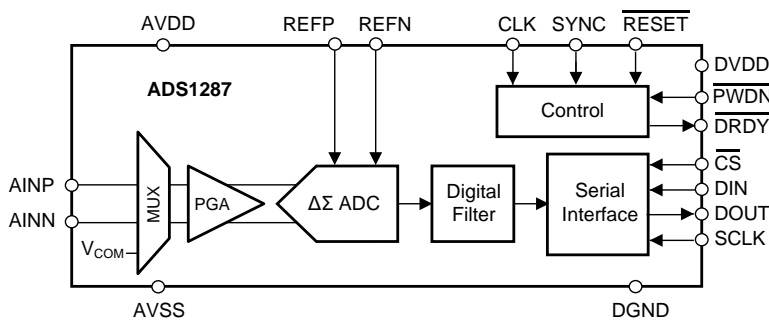 AVDD
REFP REFN
CLK SYNC RESET
DVDD
ADS1287
Control
PWDN
DRDY
AINP
AINN
MUX
PGA
ΔΣ ADC
Digital
Filter
Serial
Interface
CS
DIN
DOUT
SCLK
VCOM
AVSS
DGND